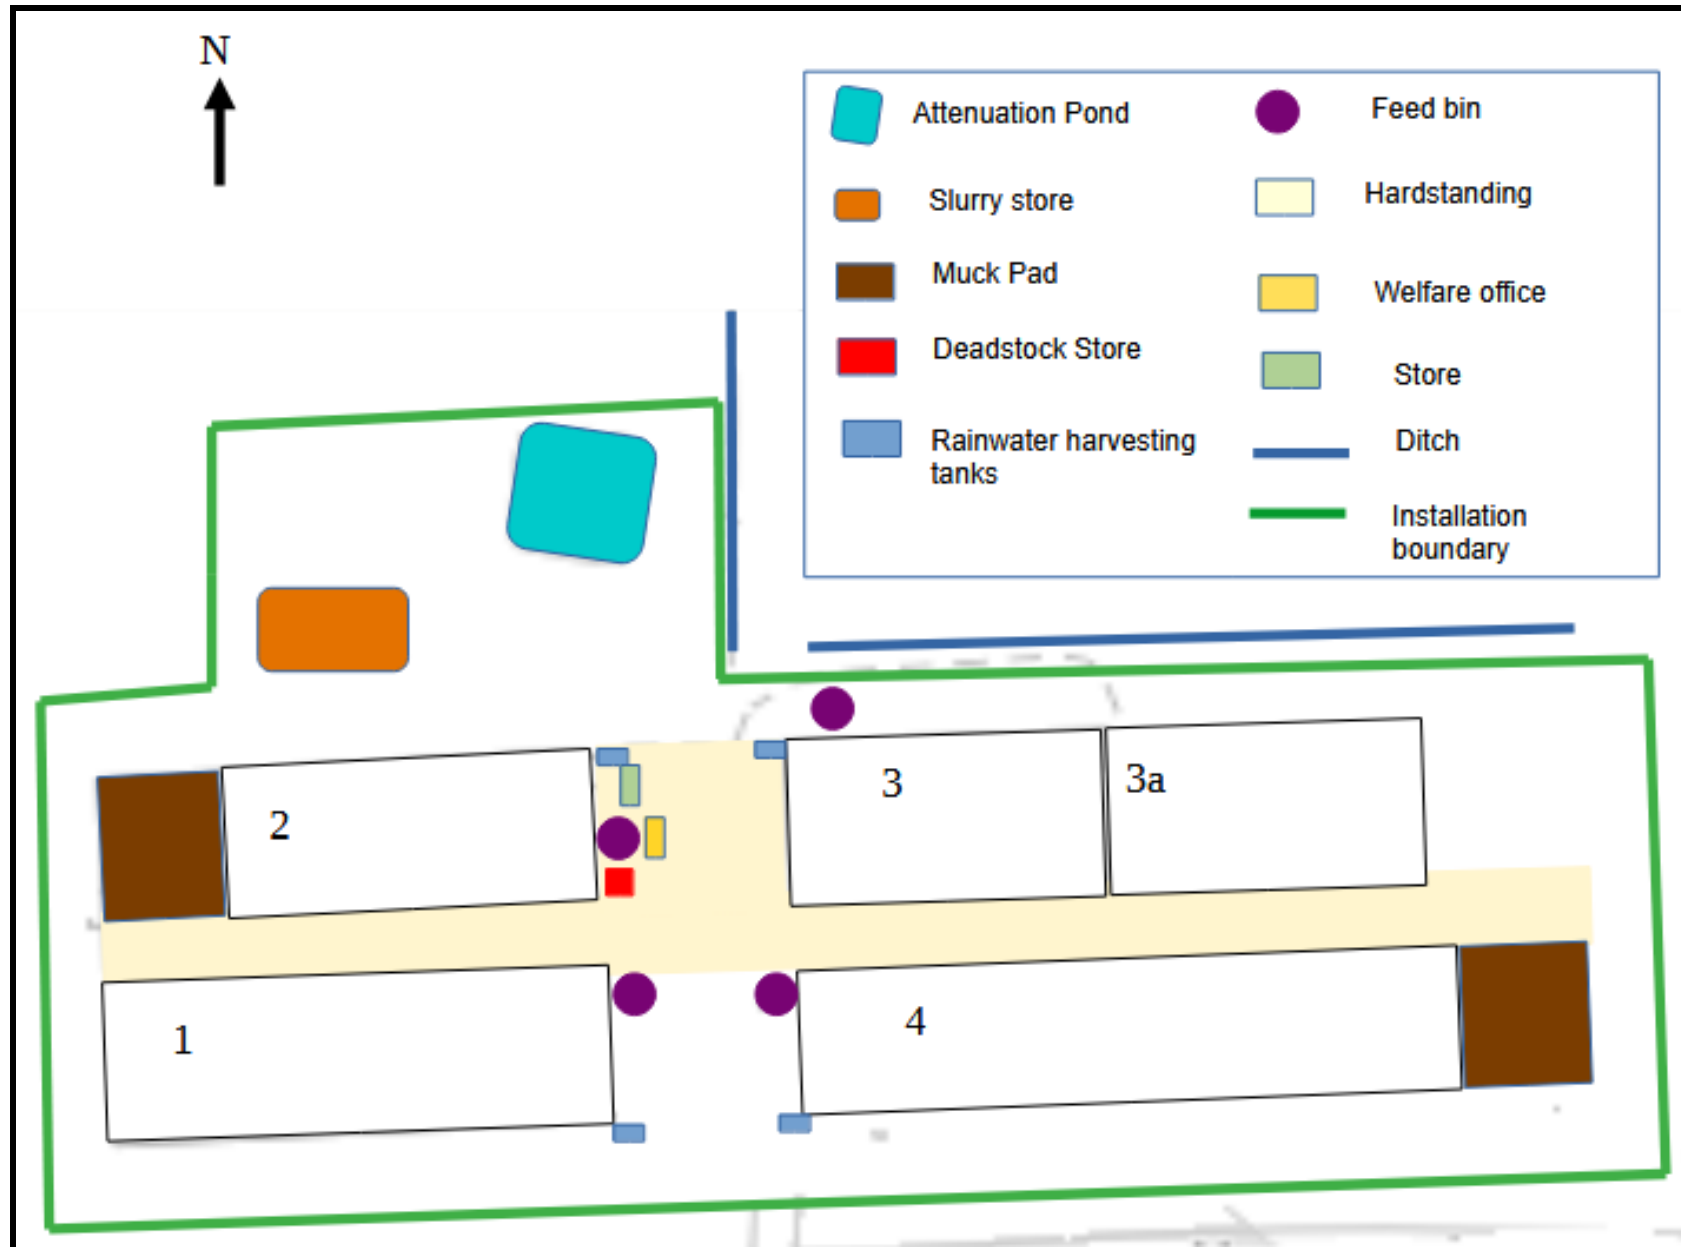 N
Attenuation Pond
Slurry store
Muck Pad
Deadstock Store
Rainwater harvesting
tanks
Feed bin
Hardstanding
Welfare office
Store
Ditch
Installation
boundary
2
3
3a
1
4